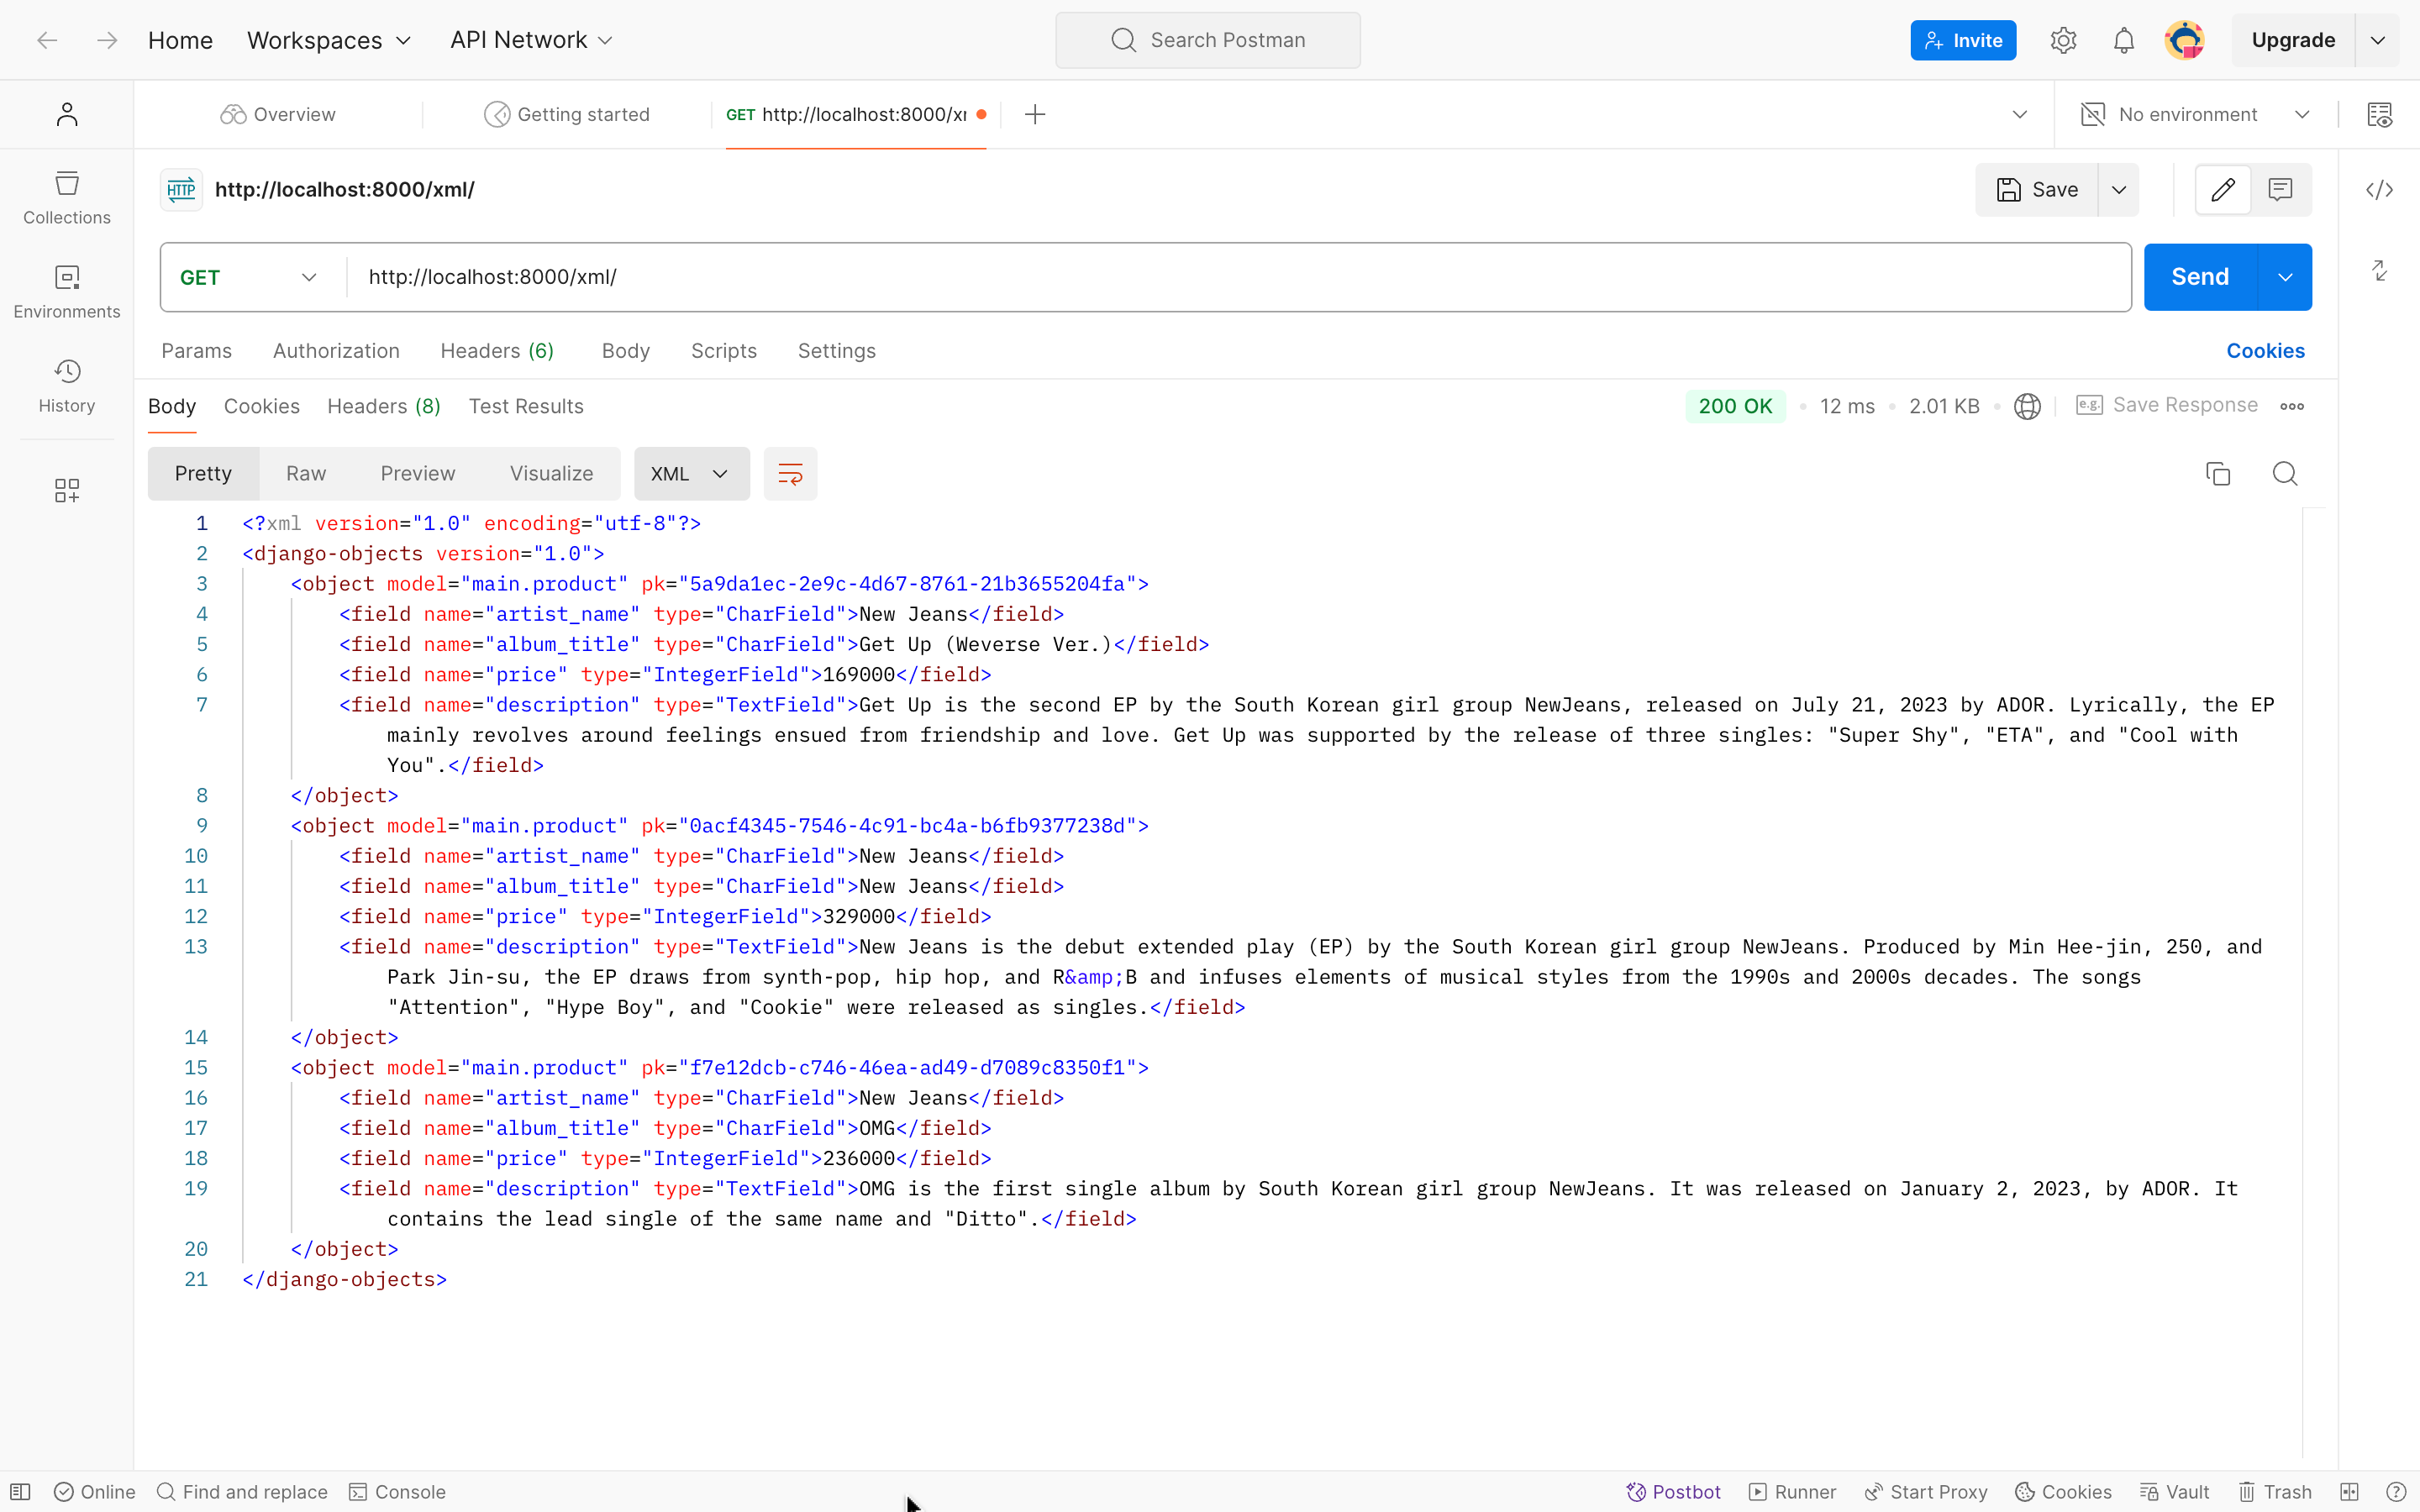 Home Workspaces API Network Search Postman Invite Upgrade
Overview Getting started GET http://localhost:8000/xr No environment
HTTP http://localhost:8000/xml/ Save
Collections
GET http://localhost:8000/xml/ Send
Environments
Params Authorization Headers (6) Body Scripts Settings Cookies
History
Body Cookies Headers (8) Test Results 200 OK 12 ms 2.01 KB e.g. Save Response
Pretty Raw Preview Visualize XML
1 <?xml version="1.0" encoding="utf-8"?>
2 <django-objects version="1.0">
3 <object model="main.product" pk="5a9da1ec-2e9c-4d67-8761-21b3655204fa">
4 <field name="artist_name" type="CharField">New Jeans</field>
5 <field name="album_title" type="CharField">Get Up (Weverse Ver.)</field>
6 <field name="price" type="IntegerField">169000</field>
7 <field name="description" type="TextField">Get Up is the second EP by the South Korean girl group NewJeans, released on July 21, 2023 by ADOR. Lyrically, the EP
mainly revolves around feelings ensued from friendship and love. Get Up was supported by the release of three singles: "Super Shy", "ETA", and "Cool with
You".</field>
8 </object>
9 <object model="main.product" pk="0acf4345-7546-4c91-bc4a-b6fb9377238d">
10 <field name="artist_name" type="CharField">New Jeans</field>
11 <field name="album_title" type="CharField">New Jeans</field>
12 <field name="price" type="IntegerField">329000</field>
13 <field name="description" type="TextField">New Jeans is the debut extended play (EP) by the South Korean girl group NewJeans. Produced by Min Hee-jin, 250, and
Park Jin-su, the EP draws from synth-pop, hip hop, and R&amp;B and infuses elements of musical styles from the 1990s and 2000s decades. The songs
"Attention", "Hype Boy", and "Cookie" were released as singles.</field>
14 </object>
15 <object model="main.product" pk="f7e12dcb-c746-46ea-ad49-d7089c8350f1">
16 <field name="artist_name" type="CharField">New Jeans</field>
17 <field name="album_title" type="CharField">OMG</field>
18 <field name="price" type="IntegerField">236000</field>
19 <field name="description" type="TextField">OMG is the first single album by South Korean girl group NewJeans. It was released on January 2, 2023, by ADOR. It
contains the lead single of the same name and "Ditto".</field>
20 </object>
21 </django-objects>
Online Find and replace Console Postbot Runner Start Proxy Cookies Vault Trash